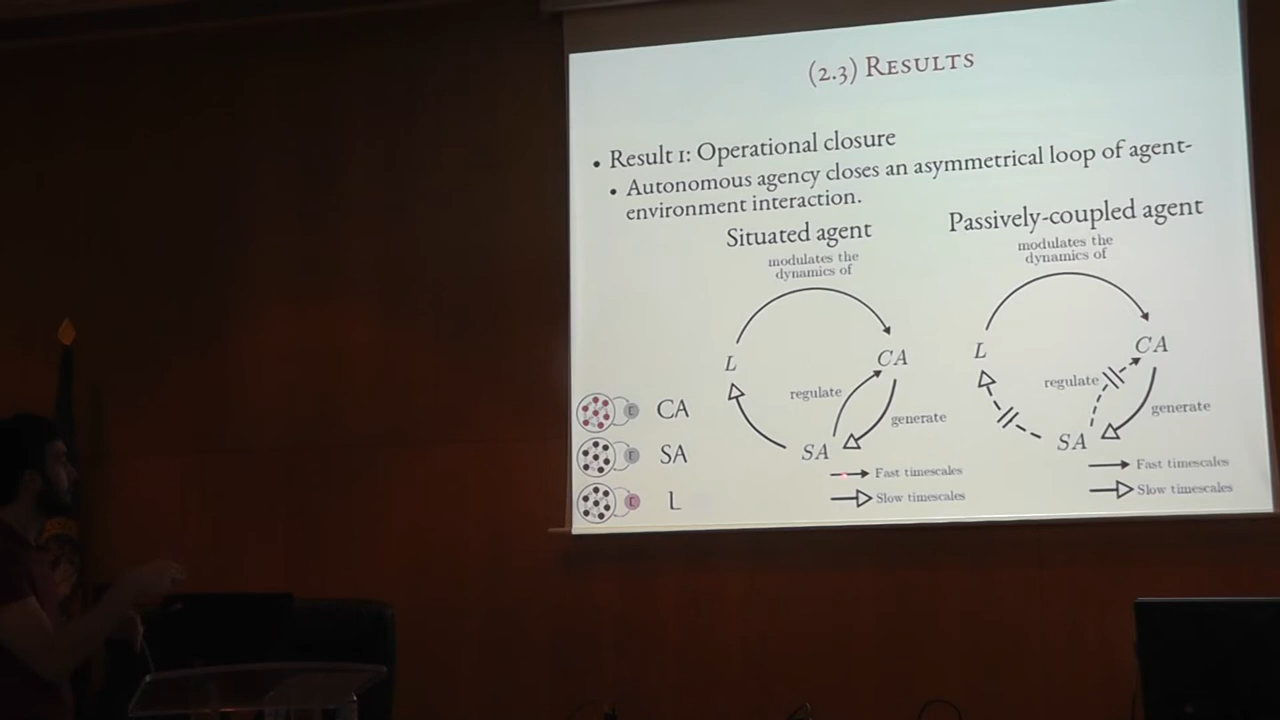 (2.3) Results
• Result 1: Operational closure
• Autonomous agency closes an asymmetrical loop of agent-
environment interaction.
Situated agent
modulates the
dynamics of
L
CA
regulate
generate
SA
Fast timescales
Slow timescales
Passively-coupled agent
modulates the
dynamics of
L
CA
regulate
generate
SA
Fast timescales
Slow timescales
CA
SA
L